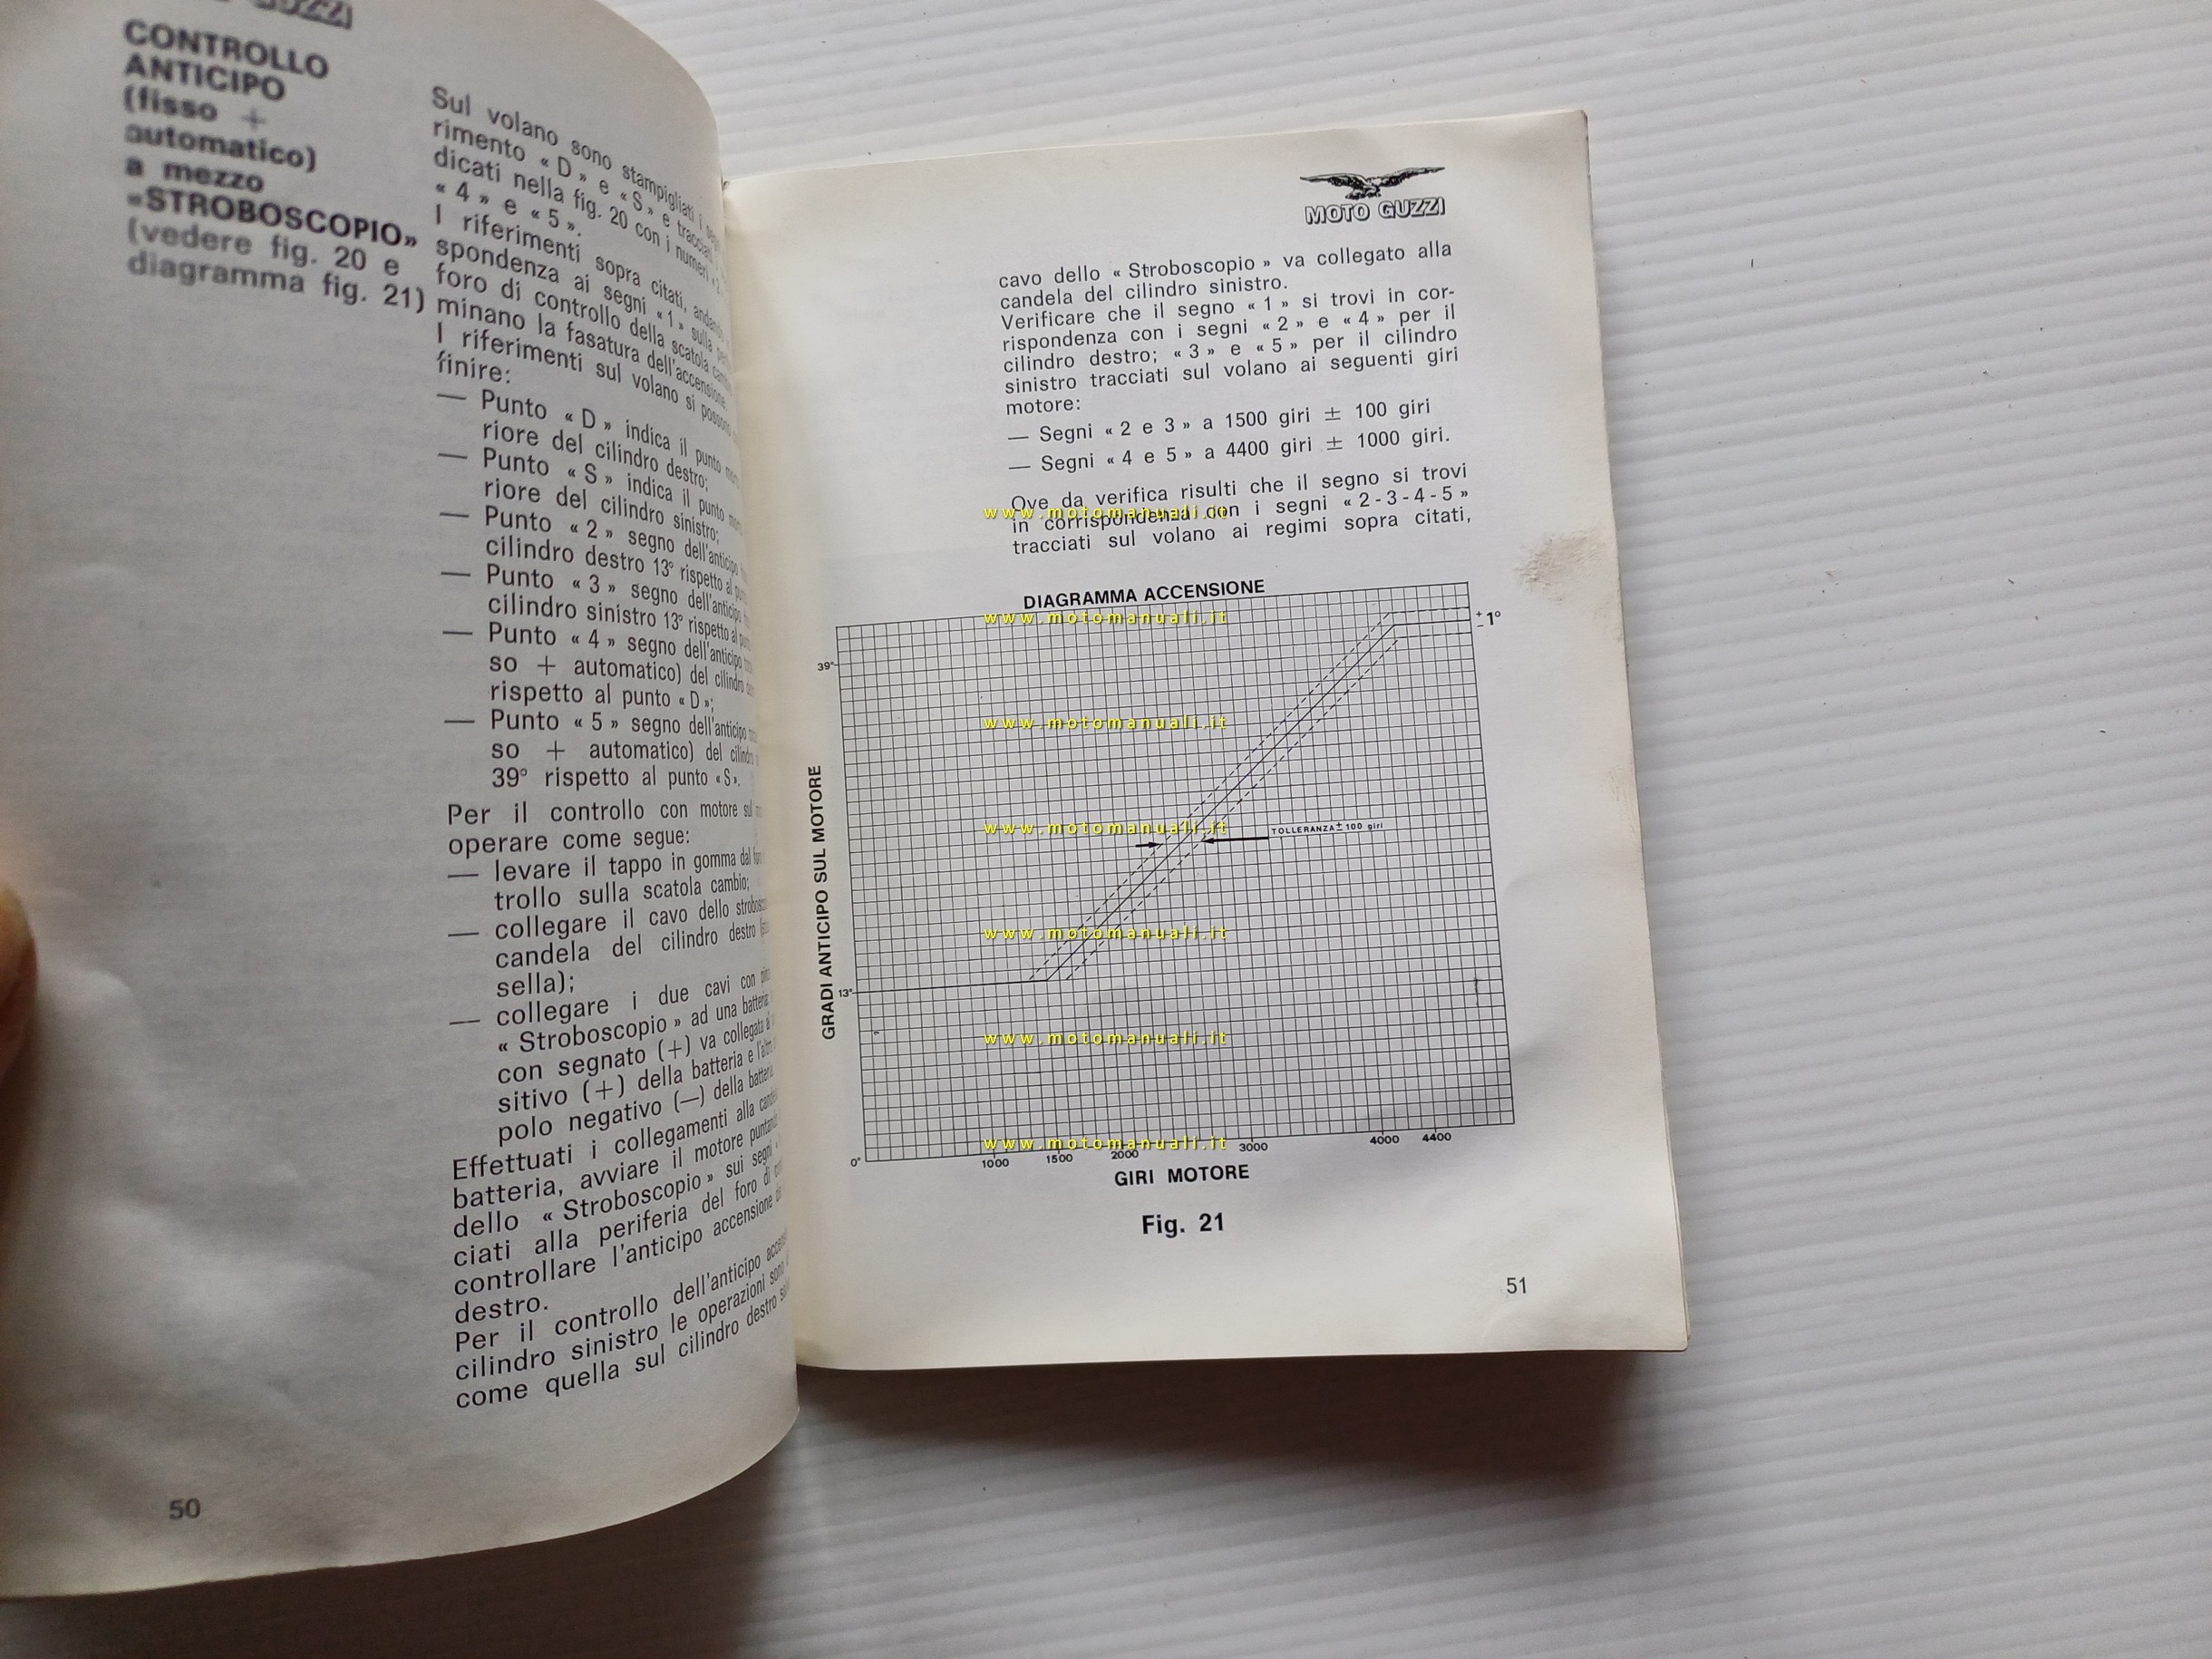 GUZZI
CONTROLLO
ANTICIPO
(fisso +
automatico)
a mezzo
«STROBOSCOPIO»
(vedere fig. 20 e
diagramma fig. 21)
Sul volano sono stampigliati i
rimento « D » e « S » e
dicati nella fig. 20 con i numeri « 2
« 4 » e « 5 ».
I riferimenti sopra citati,
spondenza ai segni « 1 » sulla
foro di controllo della scatola
minano la fasatura dell'accensione.
I riferimenti sul volano si possono
finire:
— Punto « D » indica il punto
riore del cilindro destro;
— Punto « S » indica il punto
riore del cilindro sinistro;
— Punto « 2 » segno dell'anticipo
cilindro destro 13° rispetto al
— Punto « 3 » segno dell'anticipo
cilindro sinistro 13° rispetto al
— Punto « 4 » segno dell'anticipo
so + automatico) del cilindro
rispetto al punto « D »;
— Punto « 5 » segno dell'anticipo
so + automatico) del
39° rispetto al punto « S ».
Per il controllo con motore
operare come segue:
— levare il tappo in gomma dal
trollo sulla scatola cambio;
— collegare il cavo dello
candela del cilindro destro
sella);
— collegare i due cavi con
« Stroboscopio » ad una batteria
con segnato (+) va collegata
sitivo (+) della batteria e
polo negativo (—) della
Effettuati i collegamenti alla
batteria, avviare il motore
dello « Stroboscopio » sui segni
ciati alla periferia del foro di
controllare l'anticipo accensione
destro.
Per il controllo dell'anticipo
cilindro sinistro le operazioni sono
come quella sul cilindro destro
50
MOTO GUZZI
cavo dello « Stroboscopio » va collegato alla
candela del cilindro sinistro.
Verificare che il segno « 1 » si trovi in cor-
rispondenza con i segni « 2 » e « 4 » per il
cilindro destro; « 3 » e « 5 » per il cilindro
sinistro tracciati sul volano ai seguenti giri
motore:
— Segni « 2 e 3 » a 1500 giri ± 100 giri
— Segni « 4 e 5 » a 4400 giri ± 1000 giri.
Ove da verifica risulti che il segno si trovi
www.motomanuali.it
in corrispondenza con i segni « 2 - 3 - 4 - 5 »
tracciati sul volano ai regimi sopra citati,
DIAGRAMMA ACCENSIONE
www.motomanuali.it
± 1°
39°
www.motomanuali.it
GRADI ANTICIPO SUL MOTORE
www.motomanuali.it
TOLLERANZA ± 100 giri
www.motomanuali.it
13°
www.motomanuali.it
www.motomanuali.it
0° 1000 1500 2000 3000 4000 4400
GIRI MOTORE
Fig. 21
51